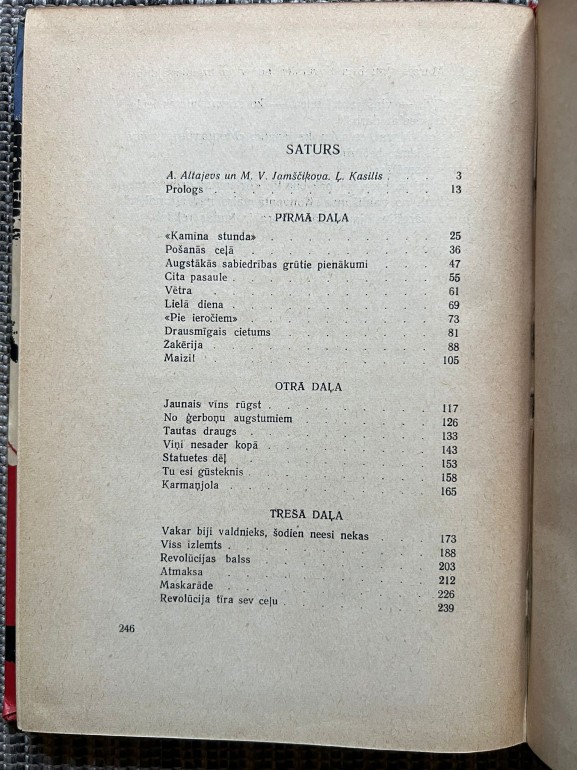 SATURS
A. Altajevs un M. V. Jamščikova. Ļ. Kasilis . . . 3
Prologs . . . 13
PIRMĀ DAĻA
«Kamīna stunda» . . . 25
Pošanās ceļā . . . 36
Augstākās sabiedrības grūtie pienākumi . . . 47
Cita pasaule . . . 55
Vētra . . . 61
Lielā diena . . . 69
«Pie ieročiem» . . . 73
Drausmīgais cietums . . . 81
Zakērija . . . 88
Maizi! . . . 105
OTRĀ DAĻA
Jaunais vīns rūgst . . . 117
No ģerboņu augstumiem . . . 126
Tautas draugs . . . 133
Viņi nesader kopā . . . 143
Statuetes dēļ . . . 153
Tu esi gūsteknis . . . 158
Karmaņjola . . . 165
TREŠĀ DAĻA
Vakar biji valdnieks, šodien neesi nekas . . . 173
Viss izlemts . . . 188
Revolūcijas balss . . . 203
Atmaksa . . . 212
Maskarāde . . . 226
Revolūcija tīra sev ceļu . . . 239
246